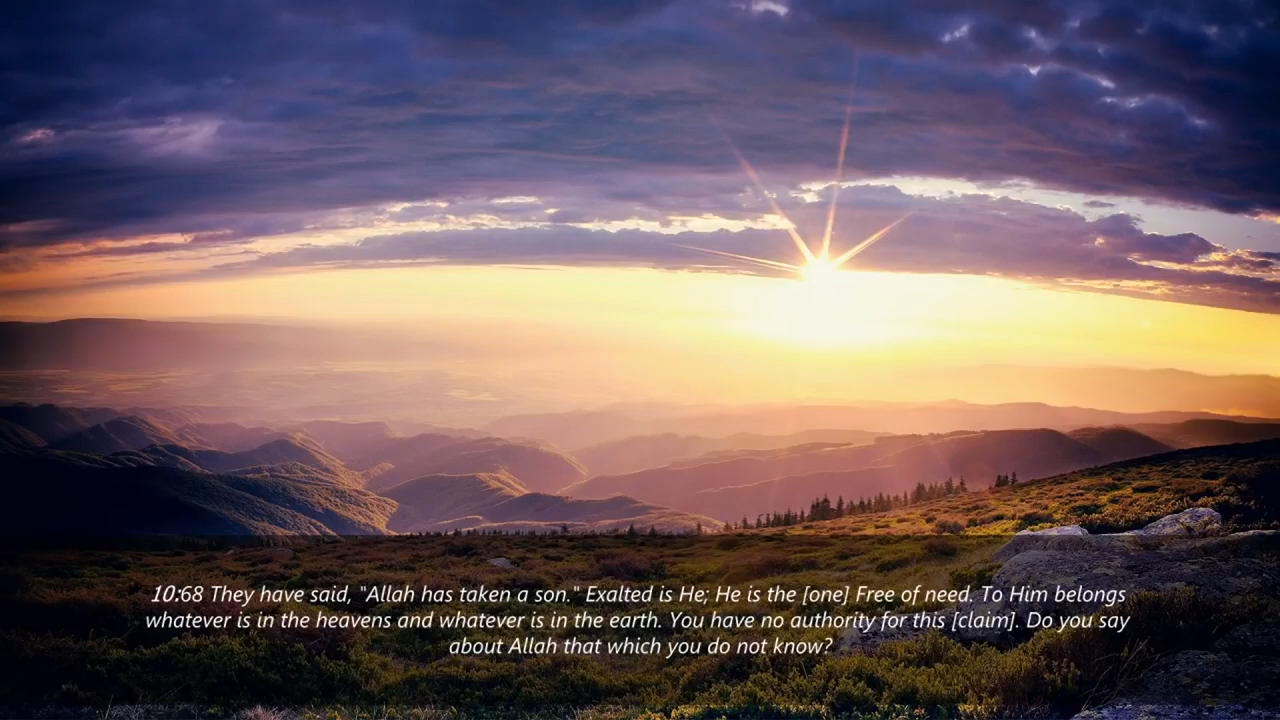 10:68 They have said, "Allah has taken a son." Exalted is He; He is the [one] Free of need. To Him belongs
whatever is in the heavens and whatever is in the earth. You have no authority for this [claim]. Do you say
about Allah that which you do not know?